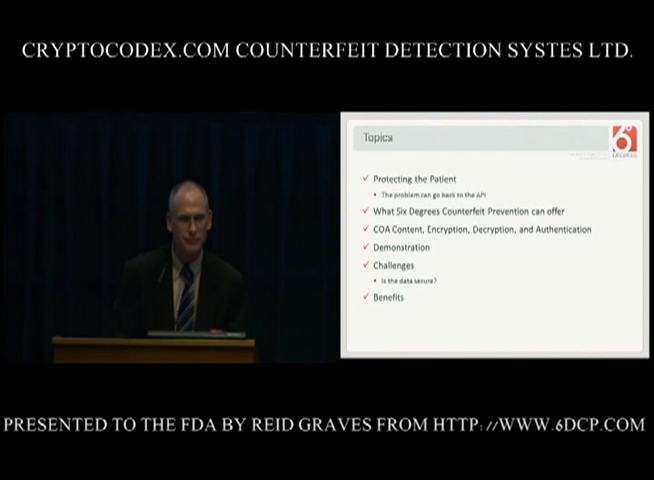 CRYPTOCODEX.COM COUNTERFEIT DETECTION SYSTES LTD.
Topics
6°
DEGREES
Protecting the Patient
The problem can go back to the API
What Six Degrees Counterfeit Prevention can offer
COA Content, Encryption, Decryption, and Authentication
Demonstration
Challenges
Is the data secure?
Benefits
PRESENTED TO THE FDA BY REID GRAVES FROM HTTP://WWW.6DCP.COM